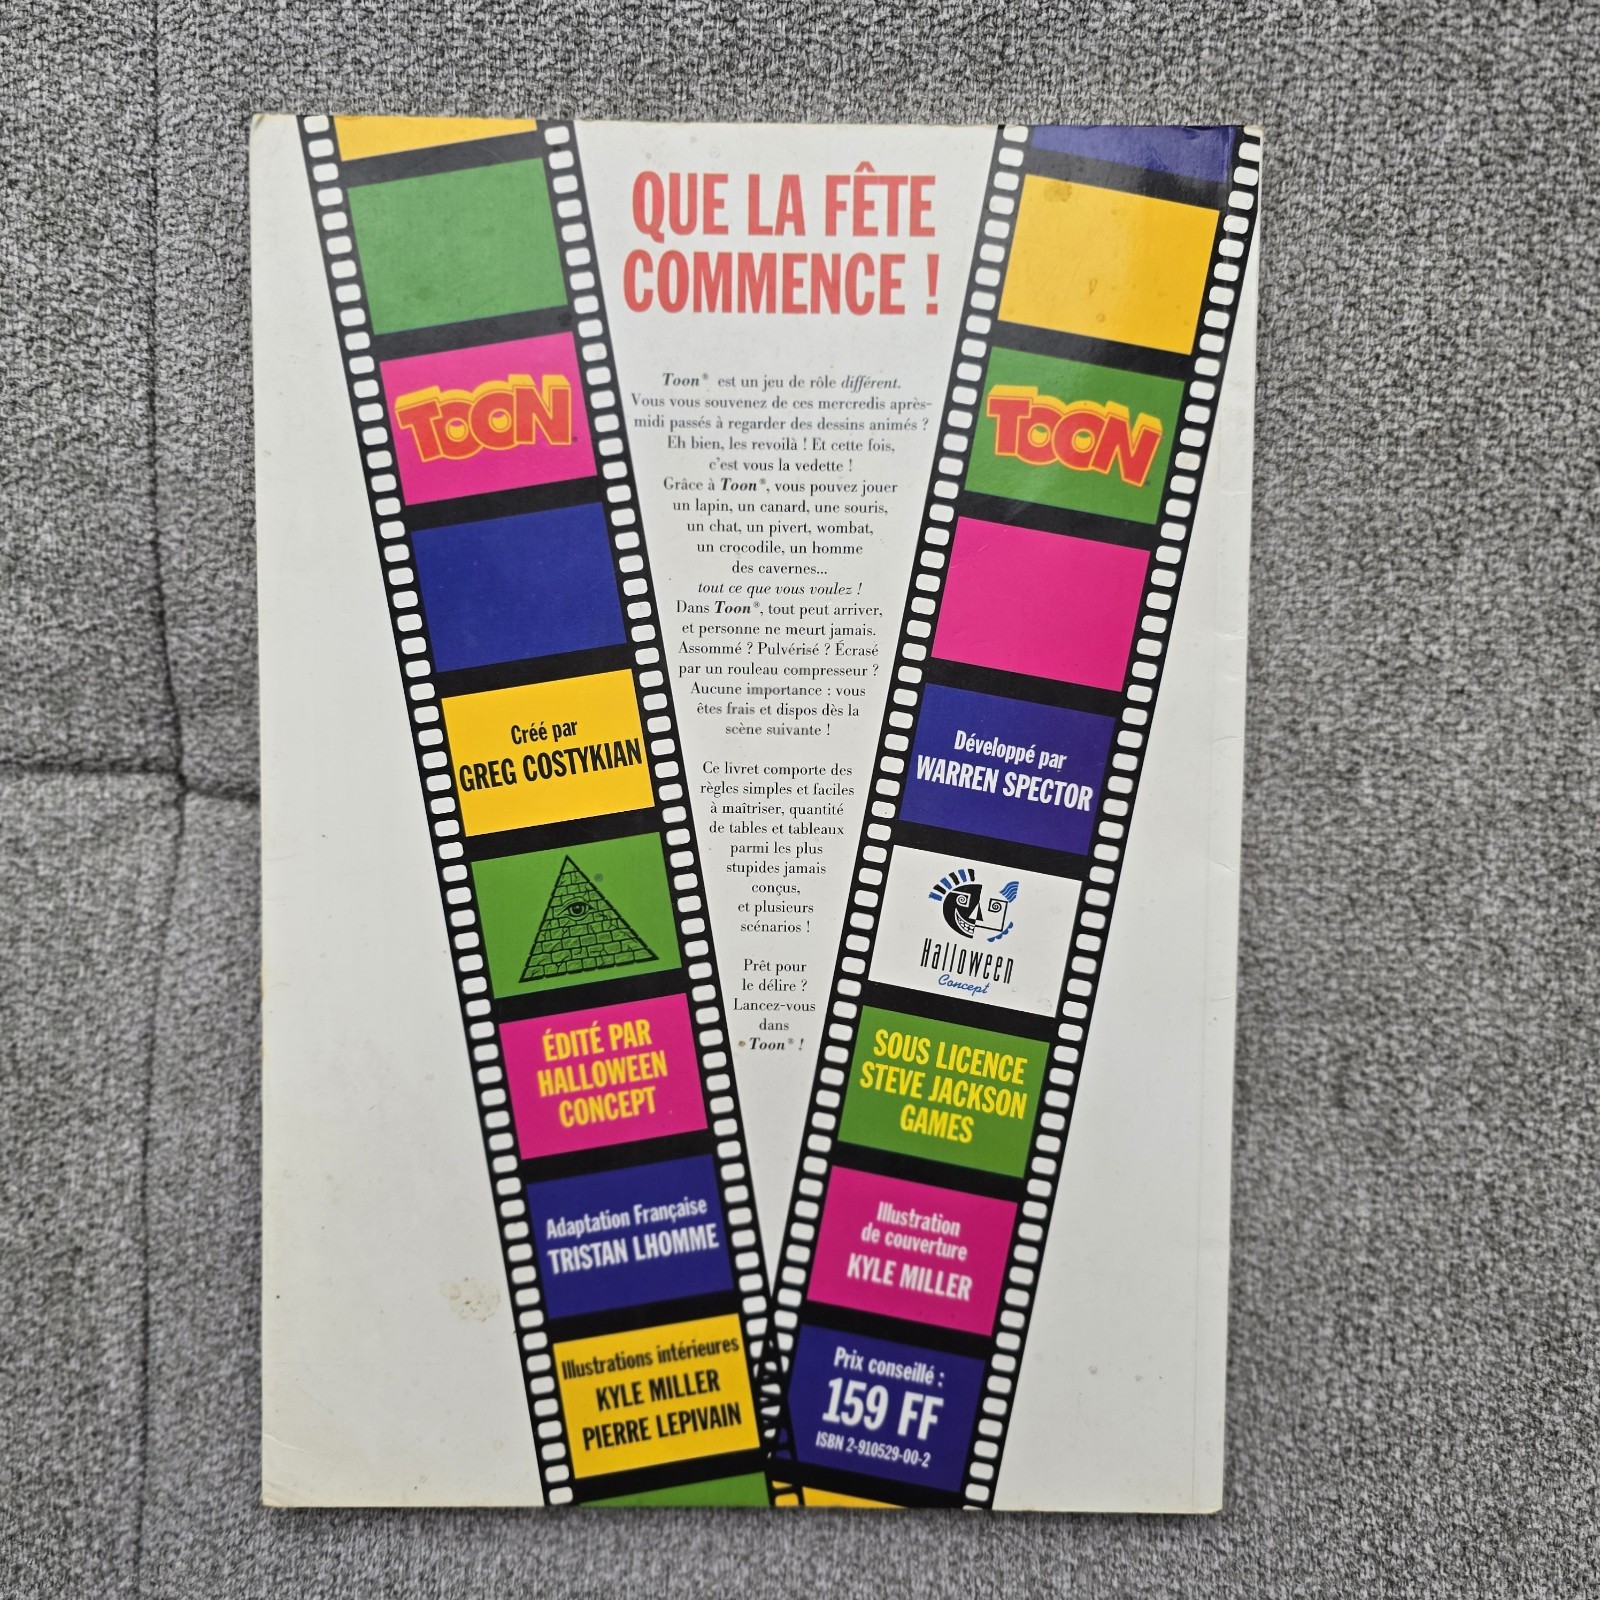 QUE LA FÊTE
COMMENCE !
Toon® est un jeu de rôle différent.
Vous vous souvenez de ces mercredis après-
midi passés à regarder des dessins animés ?
Eh bien, les revoilà ! Et cette fois,
c'est vous la vedette !
Grâce à Toon®, vous pouvez jouer
un lapin, un canard, une souris,
un chat, un pivert, wombat,
un crocodile, un homme
des cavernes...
tout ce que vous voulez !
Dans Toon®, tout peut arriver,
et personne ne meurt jamais.
Assommé ? Pulvérisé ? Écrasé
par un rouleau compresseur ?
Aucune importance : vous
êtes frais et dispos dès la
scène suivante !
Ce livret comporte des
règles simples et faciles
à maîtriser, quantité
de tables et tableaux
parmi les plus
stupides jamais
conçus,
et plusieurs
scénarios !
Prêt pour
le délire ?
Lancez-vous
dans
Toon® !
TOON
Créé par
GREG COSTYKIAN
®
ÉDITÉ PAR
HALLOWEEN
CONCEPT
Adaptation Française
TRISTAN LHOMME
Illustrations intérieures
KYLE MILLER
PIERRE LEPIVAIN
TOON
Développé par
WARREN SPECTOR
Halloween
Concept
SOUS LICENCE
STEVE JACKSON
GAMES
Illustration
de couverture
KYLE MILLER
Prix conseillé :
159 FF
ISBN 2-910529-00-2